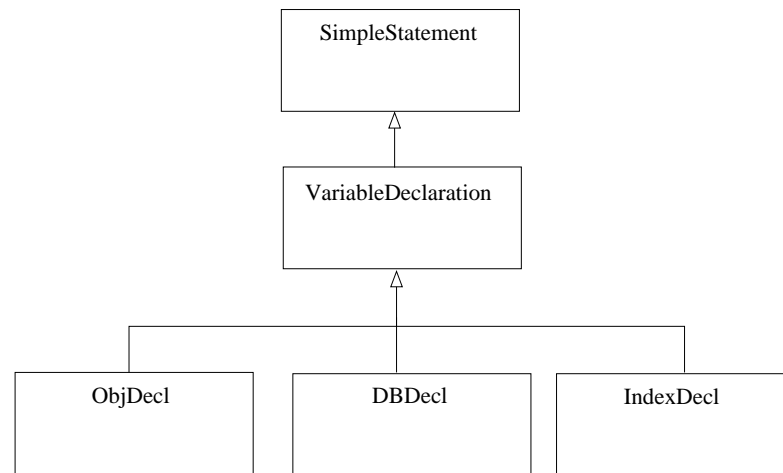 SimpleStatement
VariableDeclaration
ObjDecl
DBDecl
IndexDecl